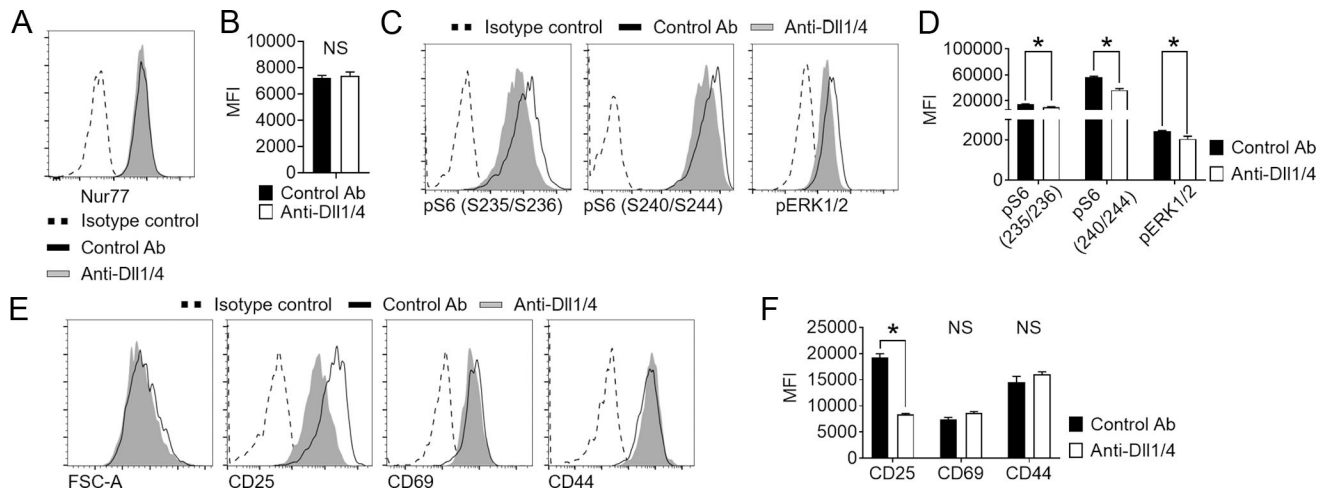 A
Nur77
Isotype control
Control Ab
Anti-Dll1/4
B
NS
MFI
10000
8000
6000
4000
2000
0
Control Ab
Anti-Dll1/4
C
Isotype control Control Ab Anti-Dll1/4
pS6 (S235/S236) pS6 (S240/S244) pERK1/2
D
MFI
100000
60000
20000
2000
0
* * *
pS6 (235/236)
pS6 (240/244)
pERK1/2
Control Ab
Anti-Dll1/4
E
Isotype control Control Ab Anti-Dll1/4
FSC-A CD25 CD69 CD44
F
MFI
25000
20000
15000
10000
5000
0
* NS NS
CD25 CD69 CD44
Control Ab
Anti-Dll1/4